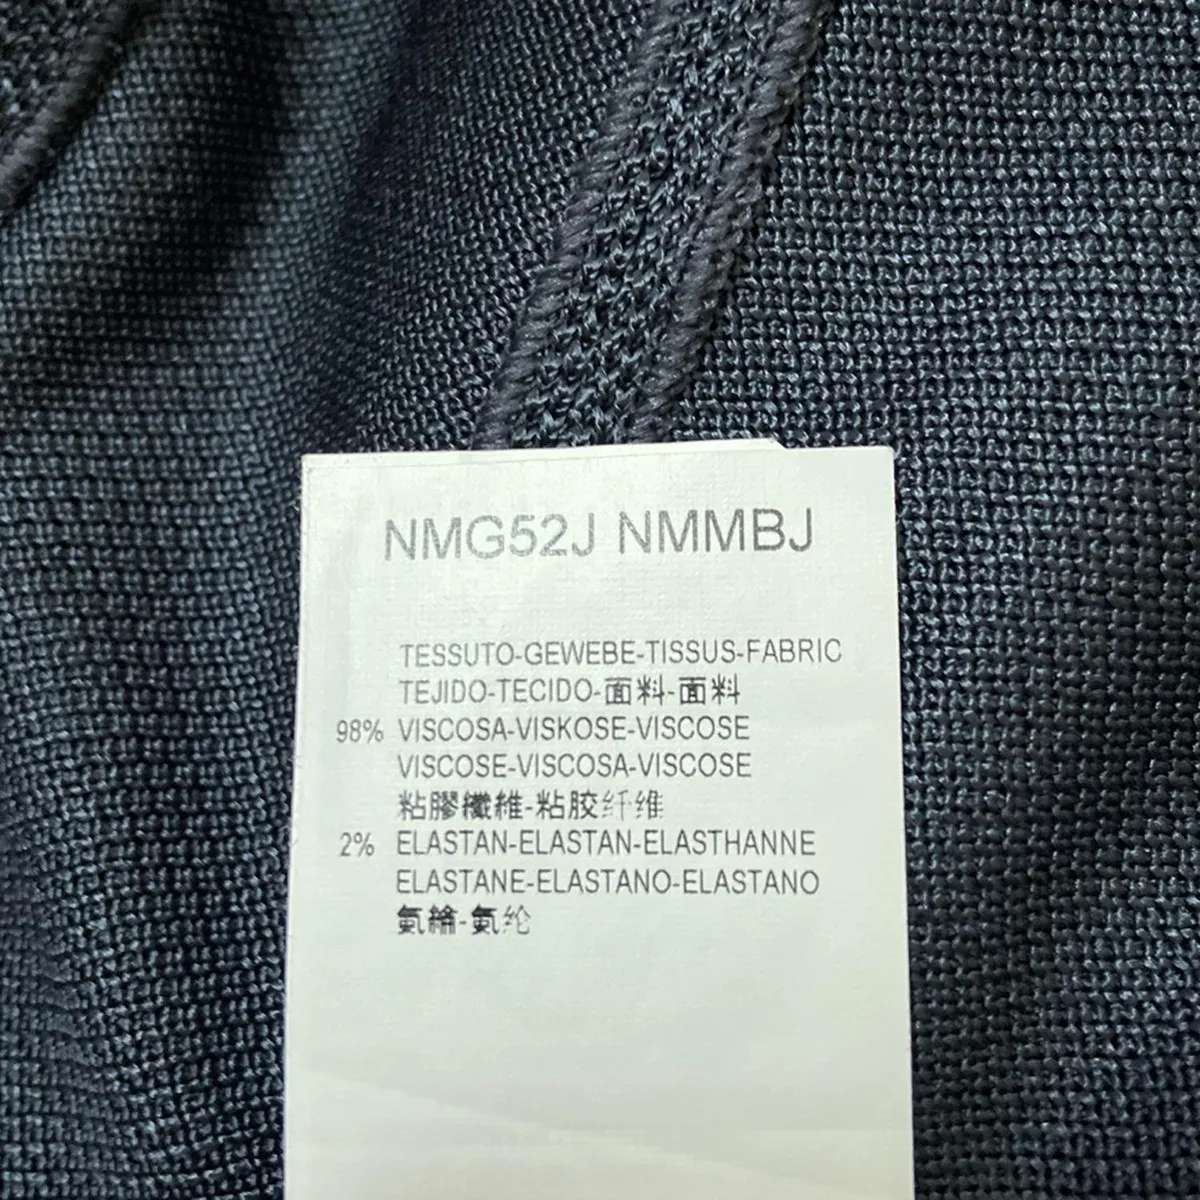 NMG52J NMMBJ
TESSUTO-GEWEBE-TISSUS-FABRIC
TEJIDO-TECIDO-面料-面料
98% VISCOSA-VISKOSE-VISCOSE
VISCOSE-VISCOSA-VISCOSE
粘膠纖維-粘胶纤维
2% ELASTAN-ELASTAN-ELASTHANNE
ELASTANE-ELASTANO-ELASTANO
氨綸-氨纶